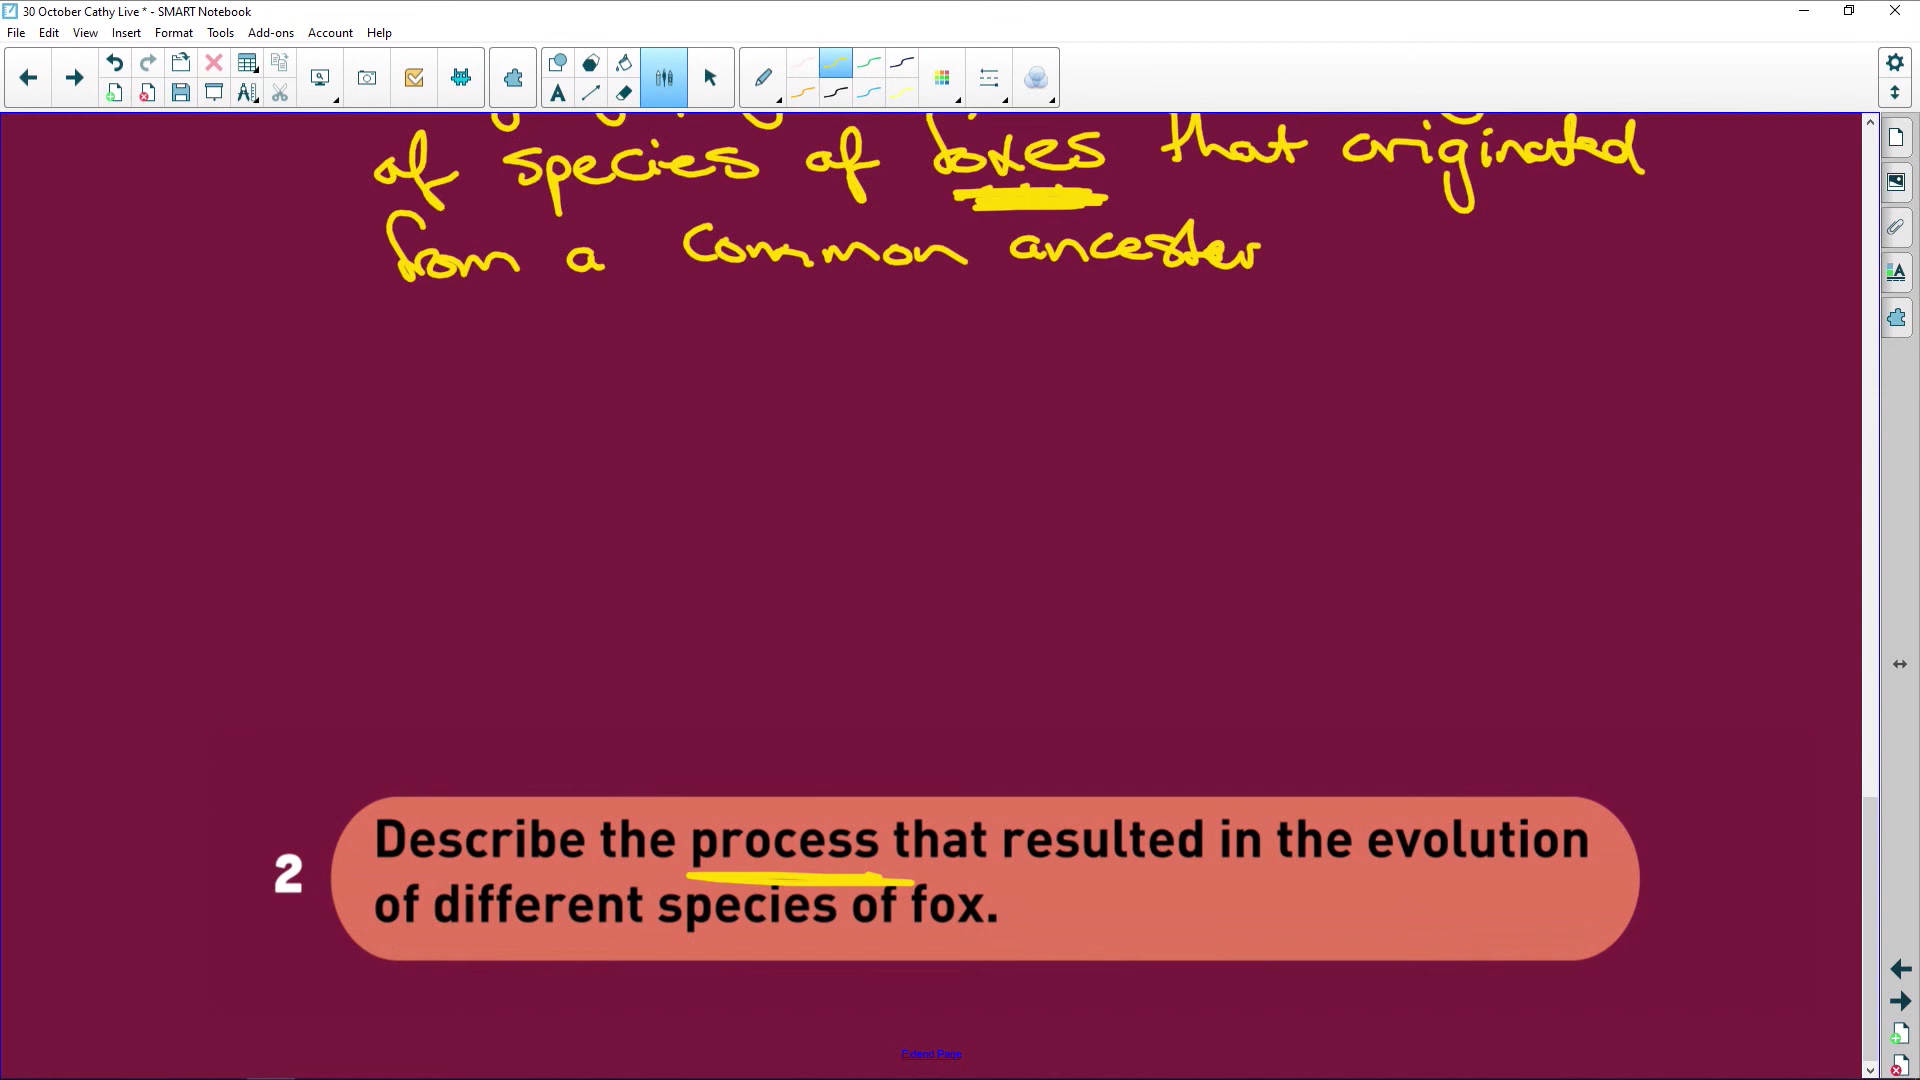 30 October Cathy Live * - SMART Notebook
File Edit View Insert Format Tools Add-ons Account Help
of species of foxes that originated
from a common ancester
2
Describe the process that resulted in the evolution
of different species of fox.
Extend Page